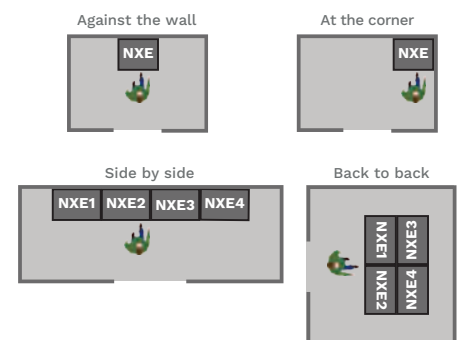 Against the wall
At the corner
NXE
NXE
Side by side
Back to back
NXE1 NXE2 NXE3 NXE4
NXE1
NXE3
NXE2
NXE4